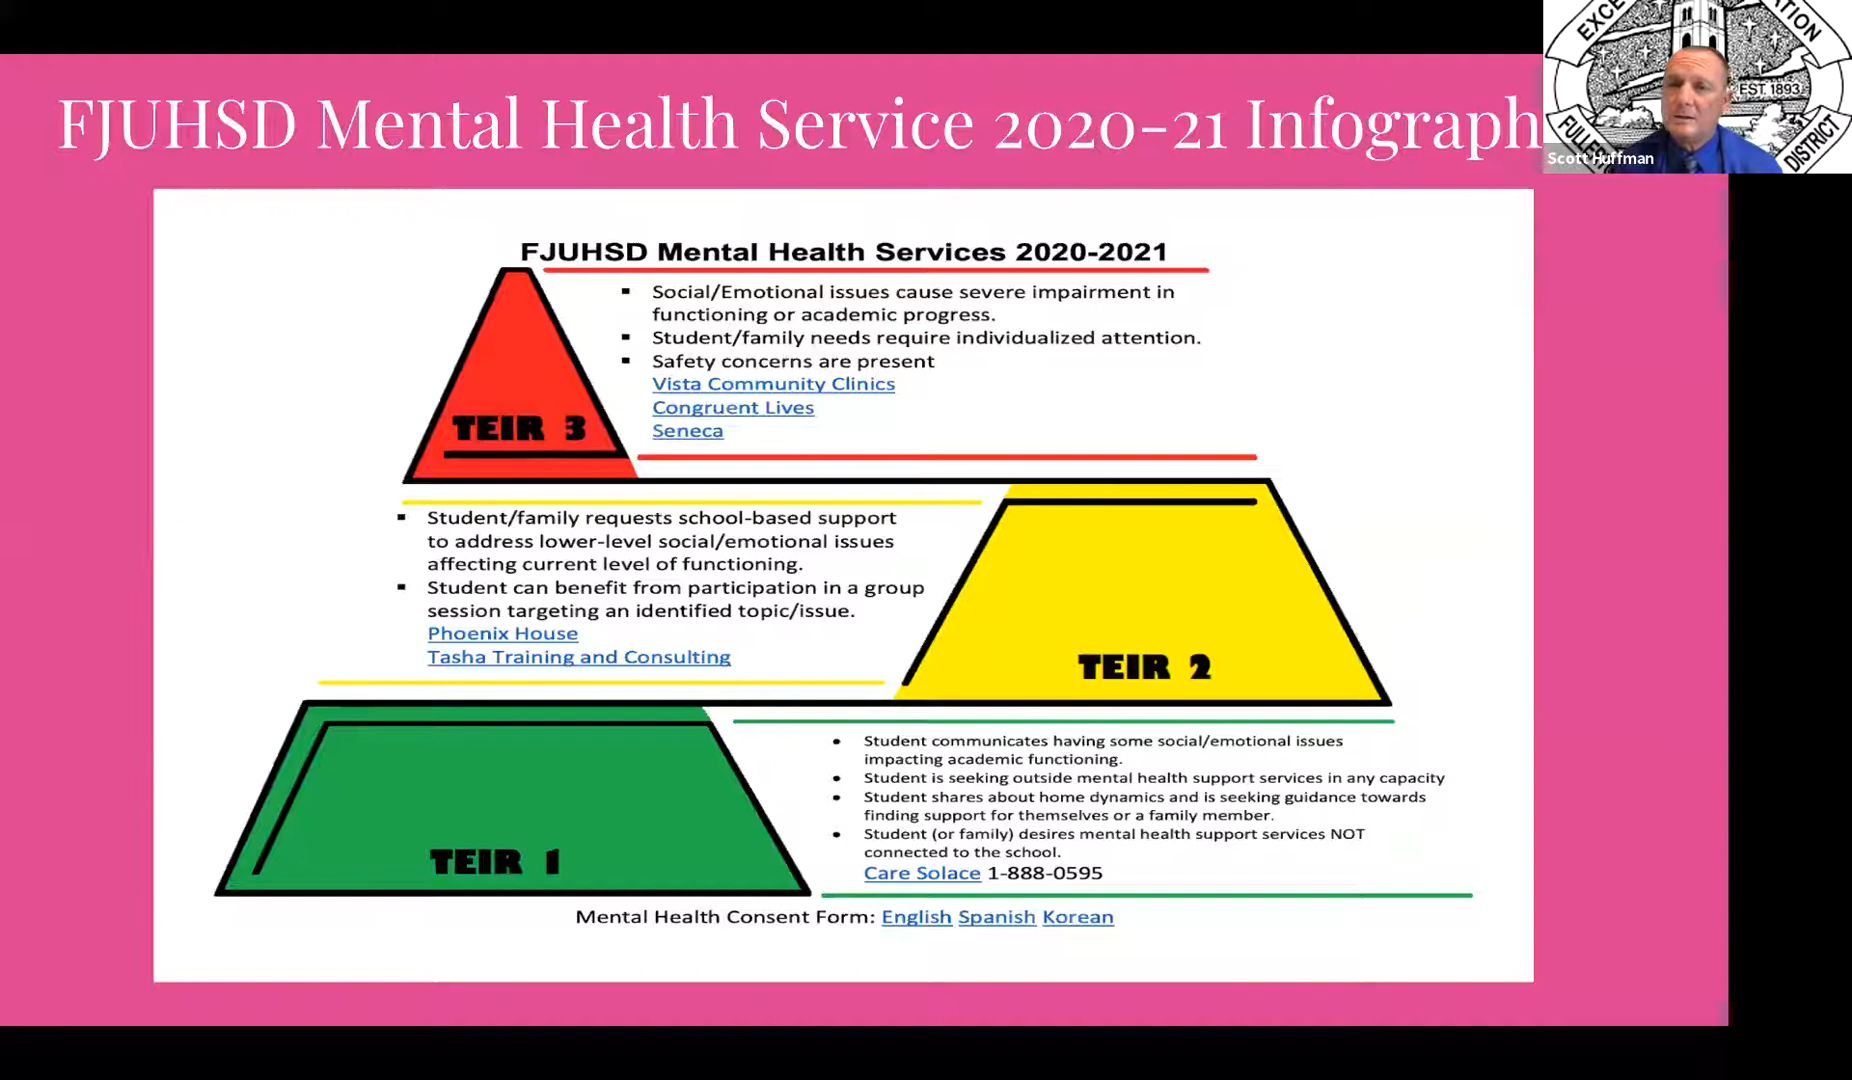 FJUHSD Mental Health Service 2020-21 Infograph
EST. 1893
DISTRICT
Scott Huffman
FJUHSD Mental Health Services 2020-2021
Social/Emotional issues cause severe impairment in
functioning or academic progress.
Student/family needs require individualized attention.
Safety concerns are present
Vista Community Clinics
Congruent Lives
Seneca
TEIR 3
Student/family requests school-based support
to address lower-level social/emotional issues
affecting current level of functioning.
Student can benefit from participation in a group
session targeting an identified topic/issue.
Phoenix House
Tasha Training and Consulting
TEIR 2
Student communicates having some social/emotional issues
impacting academic functioning.
Student is seeking outside mental health support services in any capacity
Student shares about home dynamics and is seeking guidance towards
finding support for themselves or a family member.
Student (or family) desires mental health support services NOT
connected to the school.
Care Solace 1-888-0595
TEIR 1
Mental Health Consent Form: English Spanish Korean